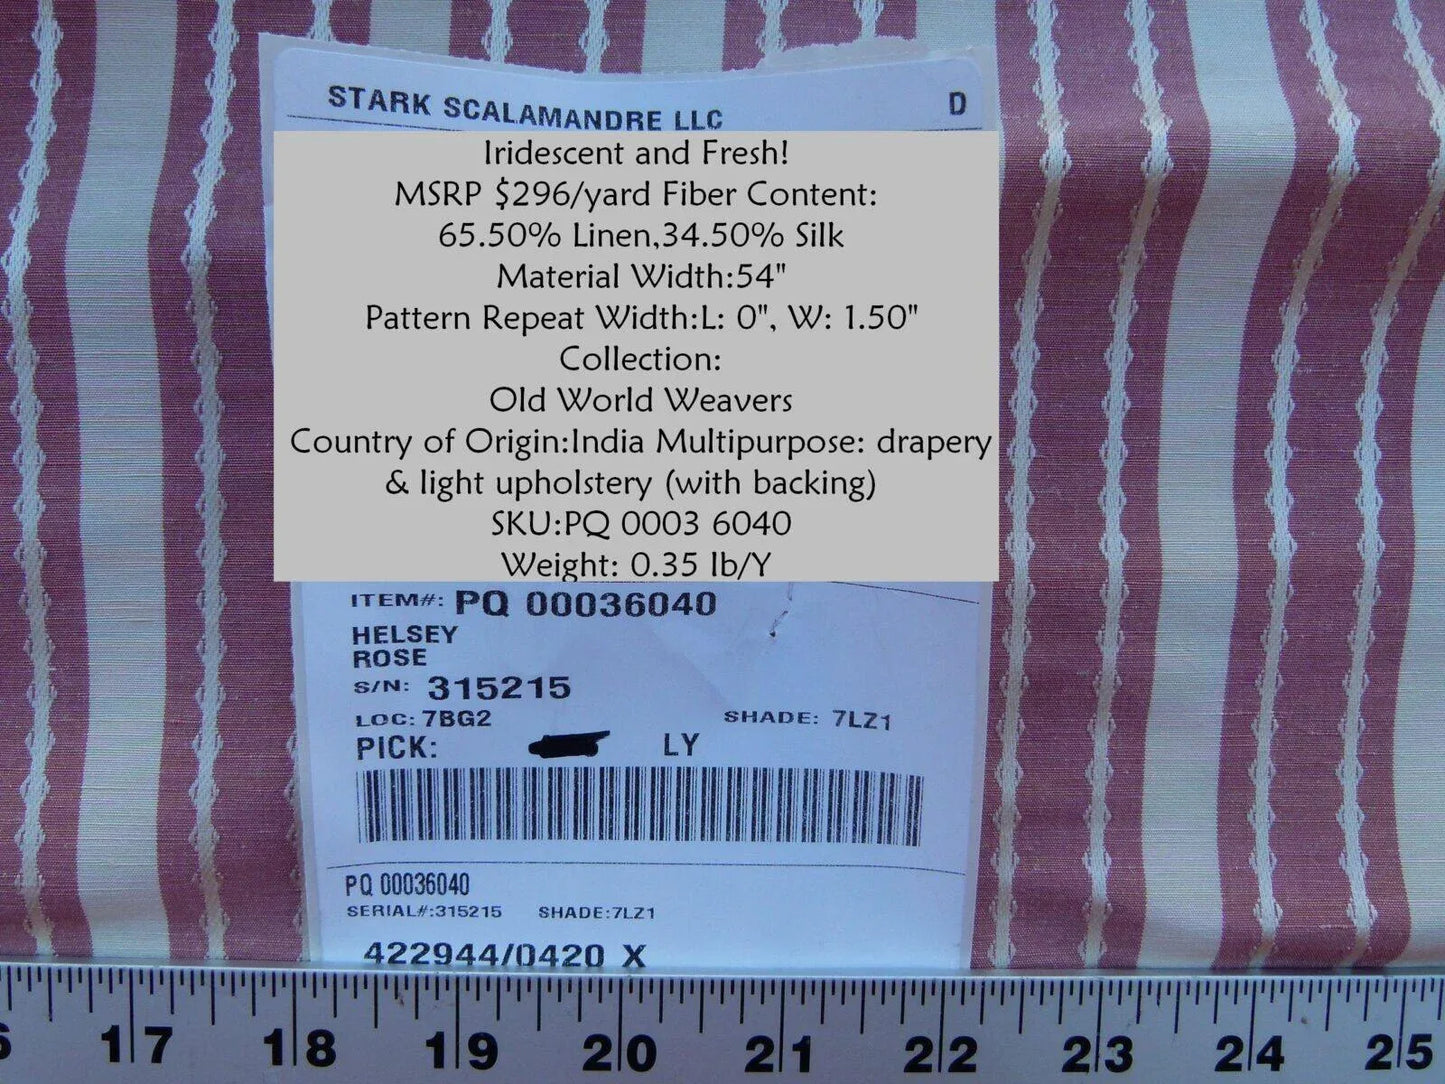 STARK SCALAMANDRE LLC D
Iridescent and Fresh!
MSRP $296/yard Fiber Content:
65.50% Linen,34.50% Silk
Material Width:54"
Pattern Repeat Width:L: 0", W: 1.50"
Collection:
Old World Weavers
Country of Origin:India Multipurpose: drapery
& light upholstery (with backing)
SKU:PQ 0003 6040
Weight: 0.35 lb/Y
ITEM#: PQ 00036040
HELSEY
ROSE
S/N: 315215
LOC: 7BG2 SHADE: 7LZ1
PICK: LY
PQ 00036040
SERIAL#:315215 SHADE:7LZ1
422944/0420 X
17 18 19 20 21 22 23 24 25